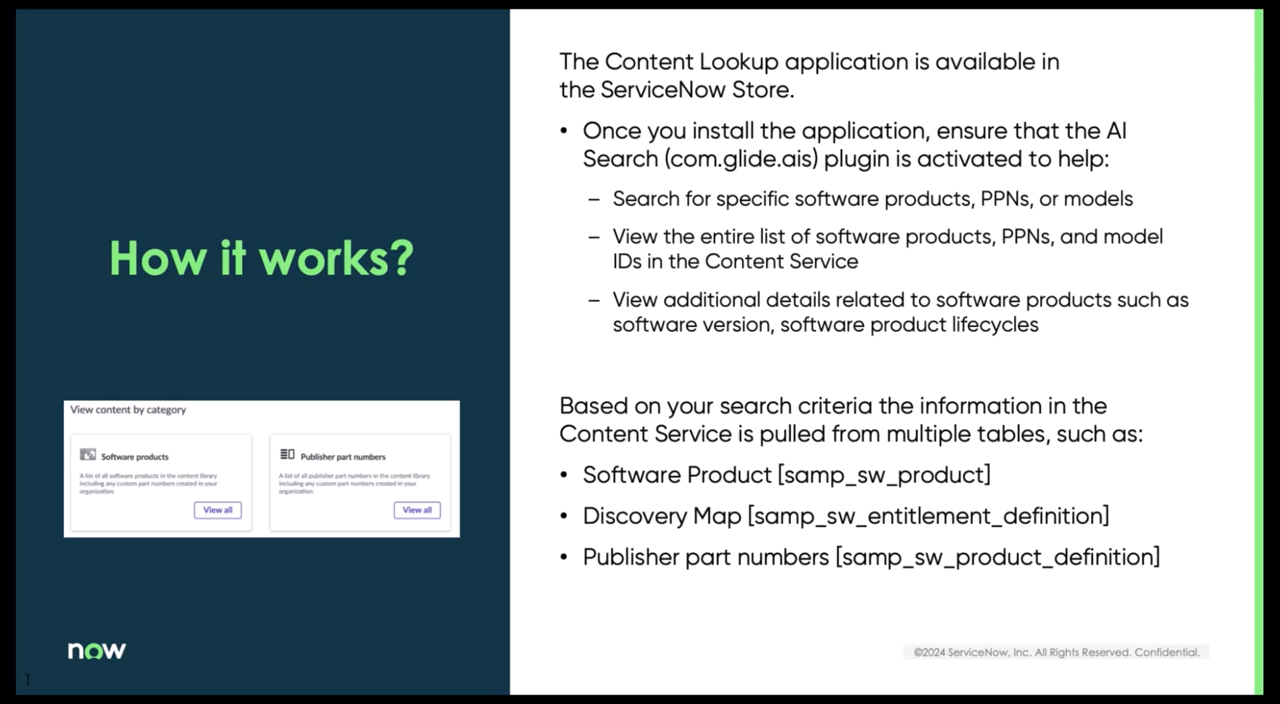 How it works?
View content by category
Software products
A list of all software products in the content library
including any custom part numbers created in your
organization.
View all
Publisher part numbers
A list of all publisher part numbers in the content library
including any custom part numbers created in your
organization.
View all
now
1
The Content Lookup application is available in
the ServiceNow Store.
• Once you install the application, ensure that the AI
Search (com.glide.ais) plugin is activated to help:
– Search for specific software products, PPNs, or models
– View the entire list of software products, PPNs, and model
IDs in the Content Service
– View additional details related to software products such as
software version, software product lifecycles
Based on your search criteria the information in the
Content Service is pulled from multiple tables, such as:
• Software Product [samp_sw_product]
• Discovery Map [samp_sw_entitlement_definition]
• Publisher part numbers [samp_sw_product_definition]
©2024 ServiceNow, Inc. All Rights Reserved. Confidential.